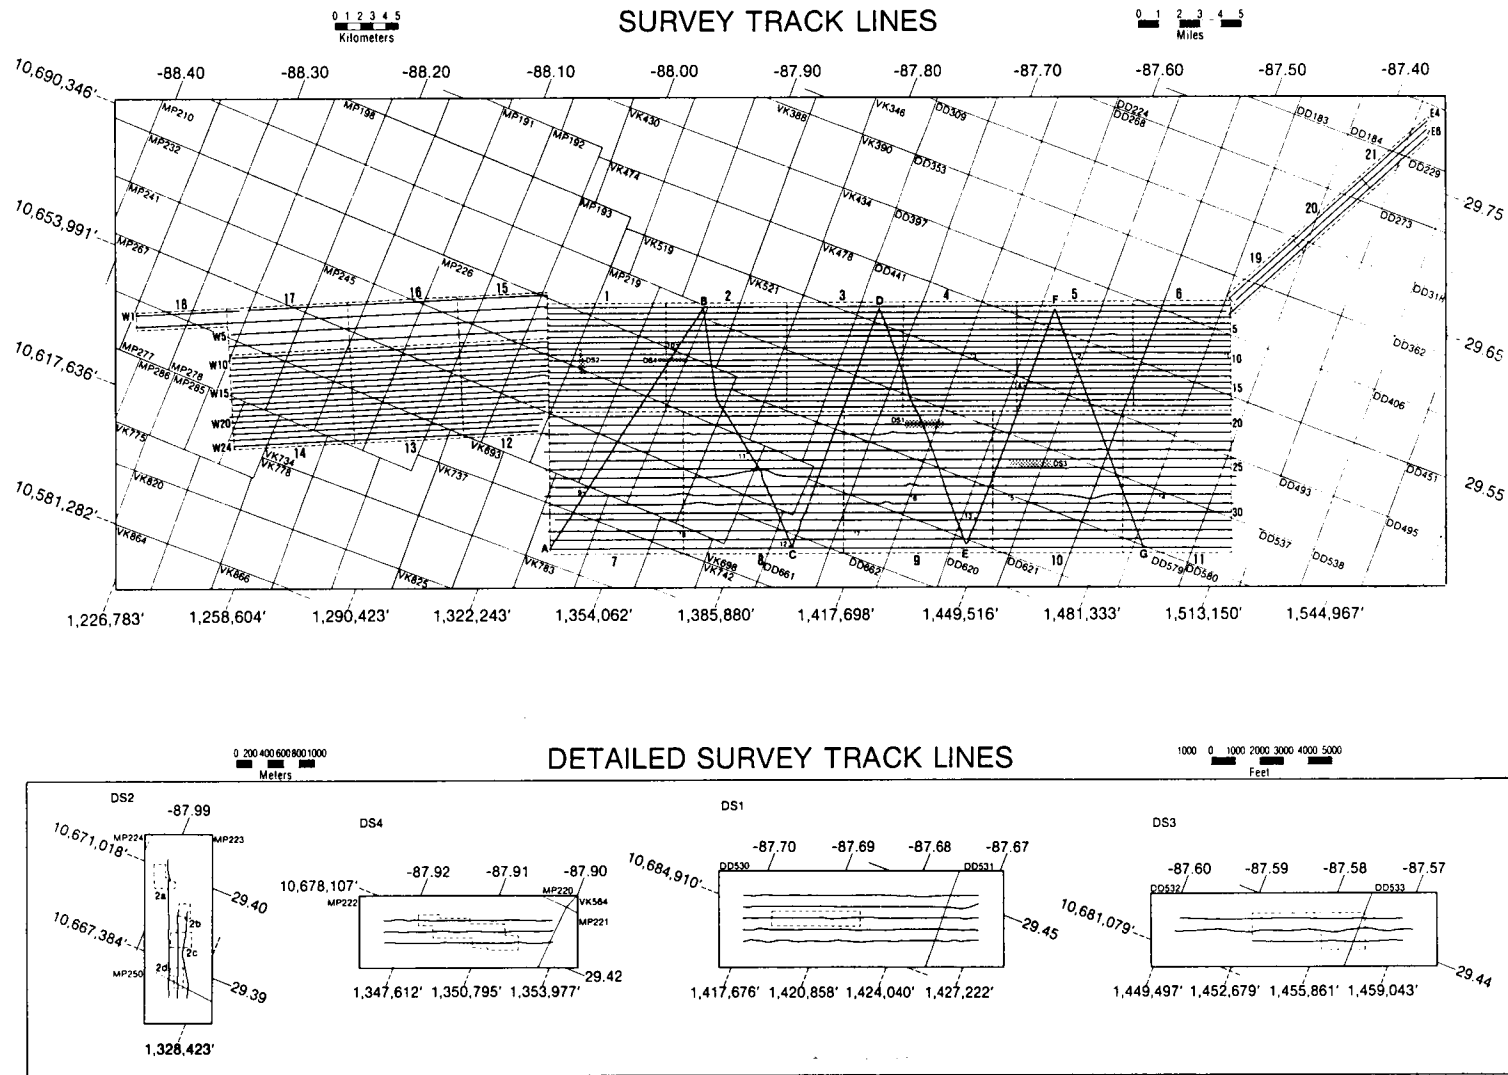 SURVEY TRACK LINES
0 1 2 3 4 5
Kilometers
0 1 2 3 4 5
Miles
-88.40 -88.30 -88.20 -88.10 -88.00 -87.90 -87.80 -87.70 -87.60 -87.50 -87.40
10,690,346'
10,653,991'
10,617,636'
10,581,282'
29.75
29.65
29.55
MP210 MP198 MP191 MP192 VK430 VK388 VK346 DD309 DD224 DD268 DD183 DD184 E4 E6
MP232 VK474 VK390 DD353 21 DD229
MP241 MP193 VK434 DD397 20 DD273
MP267 MP245 MP226 VK519 VK478 DD441 19
MP219 VK521
18 17 16 15 1 B 2 3 D 4 F 5 6
W1 W5 W10 W15 W20 W24
5 10 15 20 25 30
MP277 MP278 MP286 MP285 DS2 DS4 DD362
DS1 DS3 DD406
VK775 14 13 12 VK734 VK778 VK693 VK737 DD451
VK820 DD493 DD495
VK864 VK866 VK825 VK783 A 7 8 C 9 E 10 G 11 DD537 DD538
VK698 VK742 DD661 DD662 DD620 DD621 DD579 DD580
1,226,783' 1,258,604' 1,290,423' 1,322,243' 1,354,062' 1,385,880' 1,417,698' 1,449,516' 1,481,333' 1,513,150' 1,544,967'
DETAILED SURVEY TRACK LINES
0 200 400 600 800 1000
Meters
1000 0 1000 2000 3000 4000 5000
Feet
DS2
-87.99
MP224 MP223
10,671,018'
29.40
2a
2b
10,667,384'
2c
2d
MP250
29.39
1,328,423'
DS4
-87.92 -87.91 -87.90
10,678,107'
MP220
MP222
VK564
MP221
29.42
1,347,612' 1,350,795' 1,353,977'
DS1
-87.70 -87.69 -87.68 -87.67
10,684,910'
DD530 DD531
29.45
1,417,676' 1,420,858' 1,424,040' 1,427,222'
DS3
-87.60 -87.59 -87.58 -87.57
DD532 DD533
10,681,079'
29.44
1,449,497' 1,452,679' 1,455,861' 1,459,043'